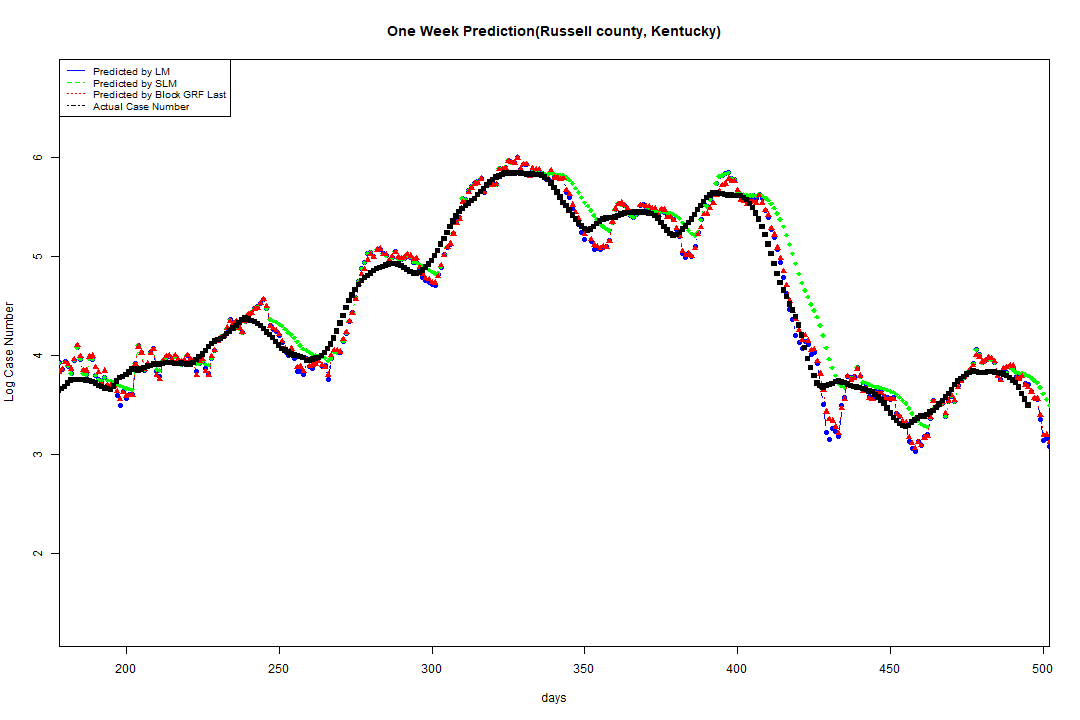 One Week Prediction(Russell county, Kentucky)
Predicted by LM
Predicted by SLM
Predicted by Block GRF Last
Actual Case Number
6
5
4
3
2
Log Case Number
200 250 300 350 400 450 500
days